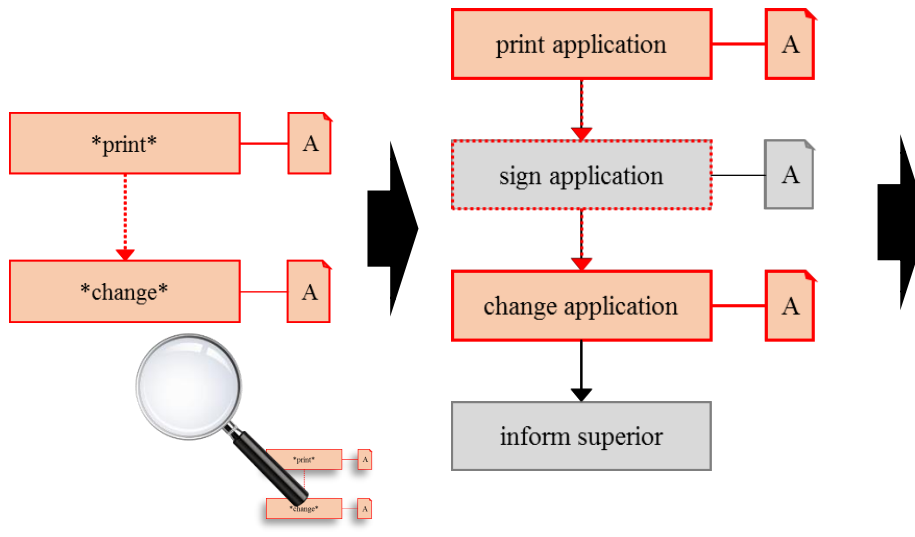 *print*
A
*change*
A
*print*
A
*change*
A
print application
A
sign application
A
change application
A
inform superior